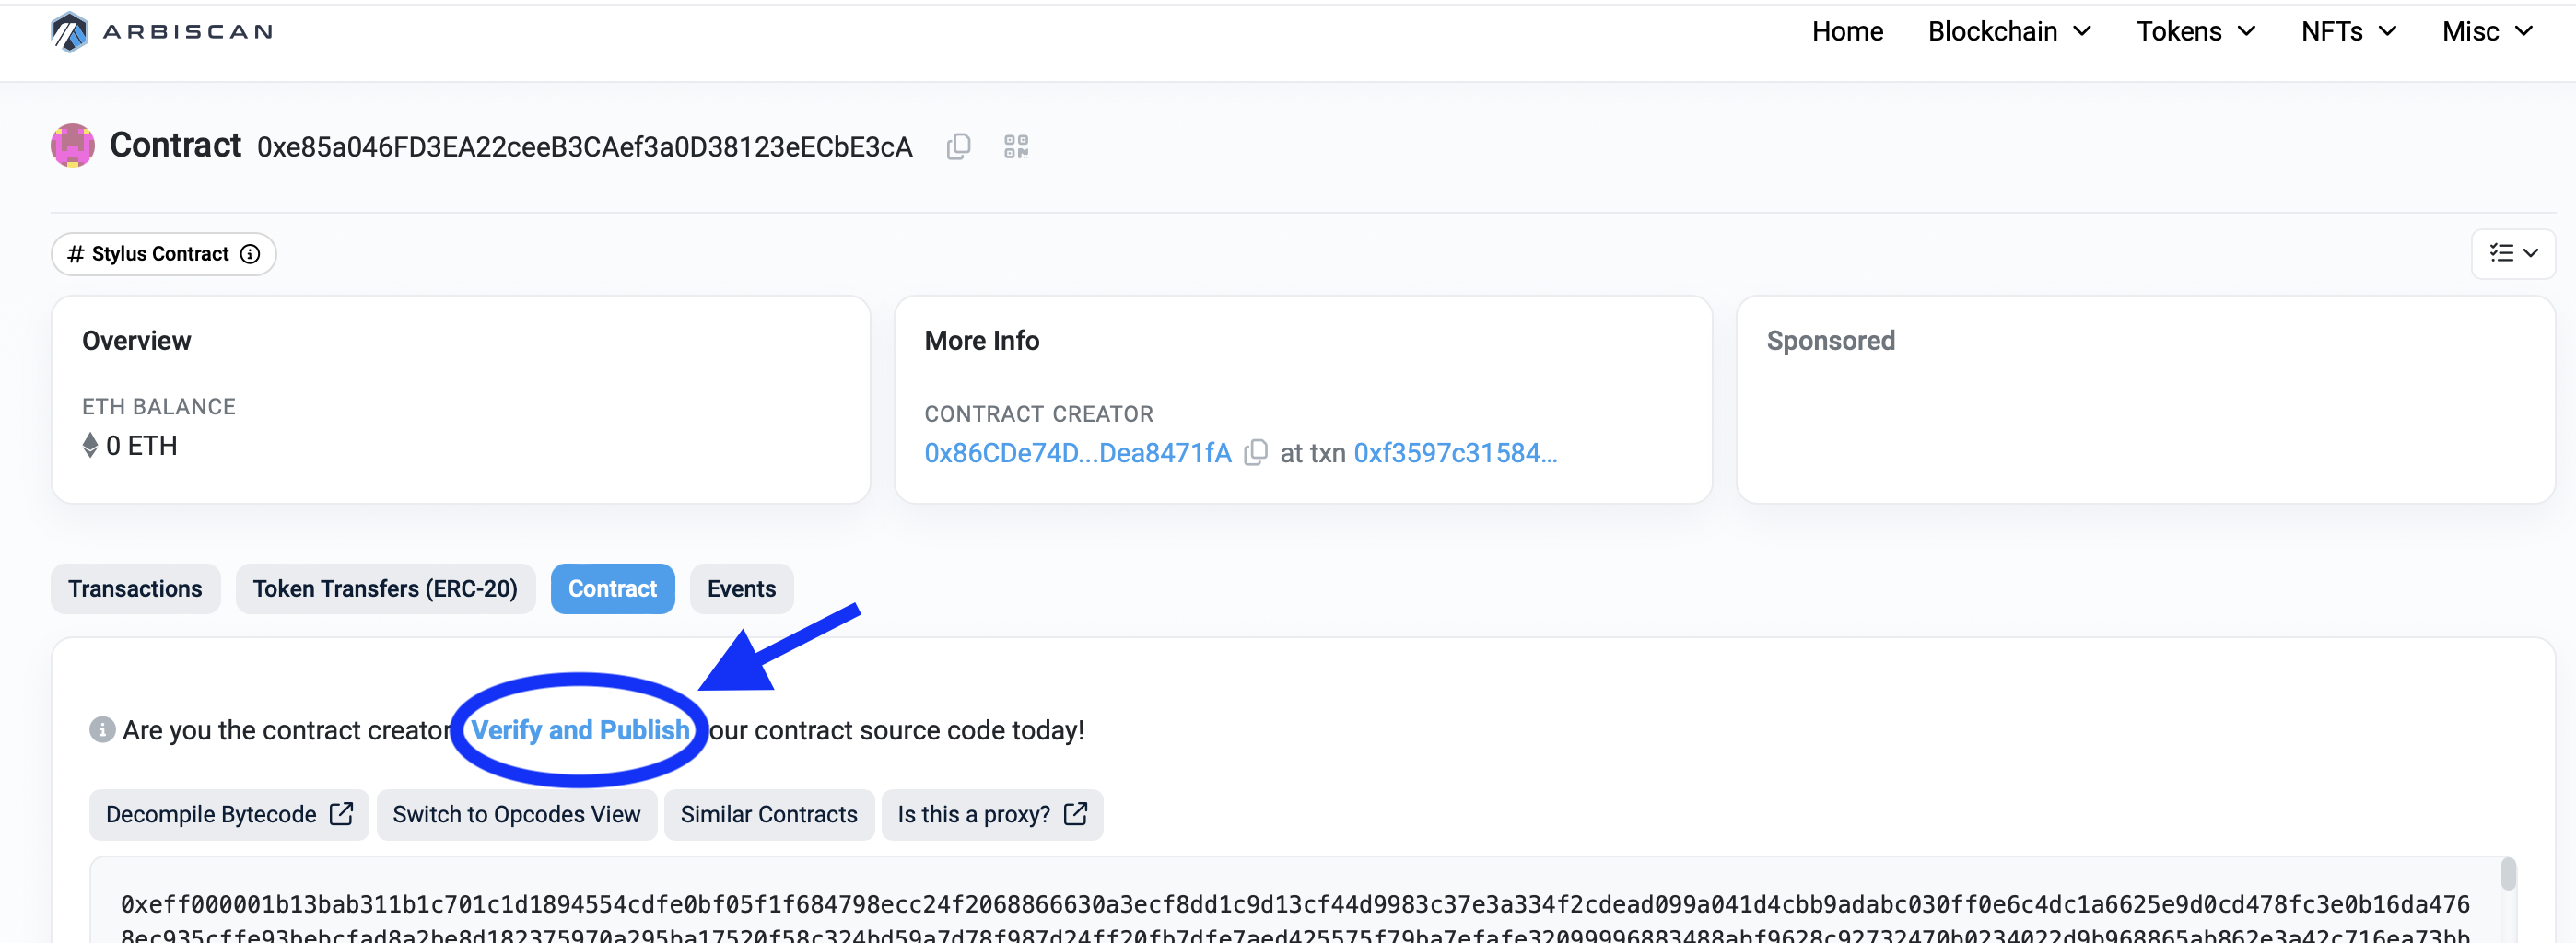 ARBISCAN
Home Blockchain Tokens NFTs Misc
Contract 0xe85a046FD3EA22ceeB3CAef3a0D38123eECbE3cA
# Stylus Contract
Overview
ETH BALANCE
0 ETH
More Info
CONTRACT CREATOR
0x86CDe74D...Dea8471fA at txn 0xf3597c31584...
Sponsored
Transactions Token Transfers (ERC-20) Contract Events
Are you the contract creator Verify and Publish our contract source code today!
Decompile Bytecode Switch to Opcodes View Similar Contracts Is this a proxy?
0xeff000001b13bab311b1c701c1d1894554cdfe0bf05f1f684798ecc24f2068866630a3ecf8dd1c9d13cf44d9983c37e3a334f2cdead099a041d4cbb9adabc030ff0e6c4dc1a6625e9d0cd478fc3e0b16da476